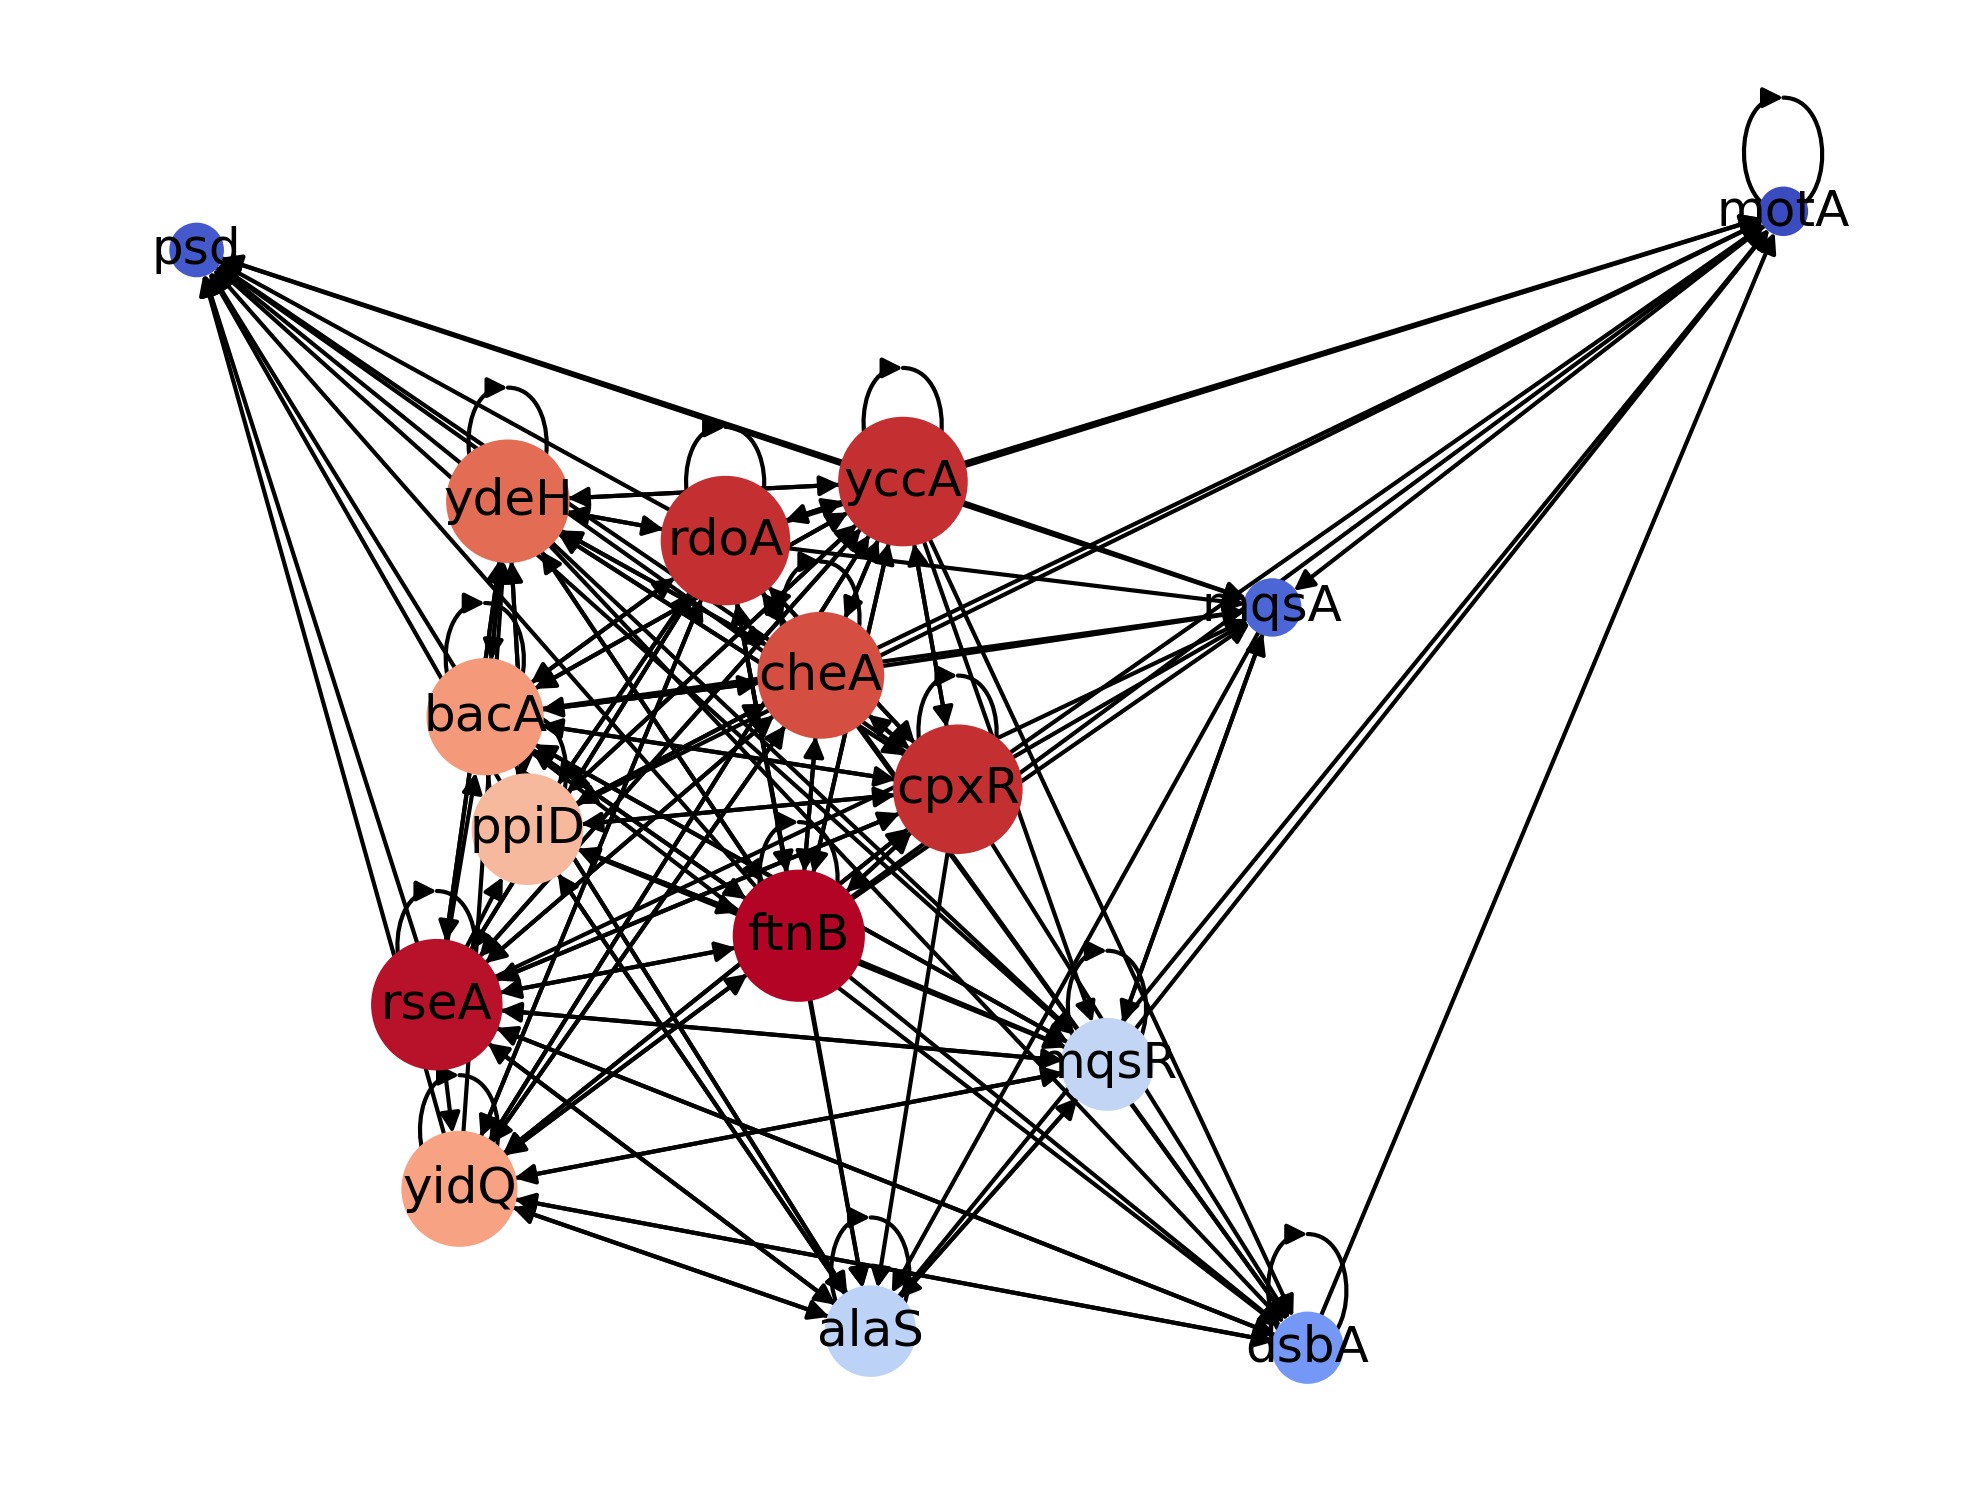 motA
psd
yccA
ydeH
rdoA
mqsA
cheA
bacA
cpxR
ppiD
ftnB
rseA
mqsR
yidQ
alaS
dsbA